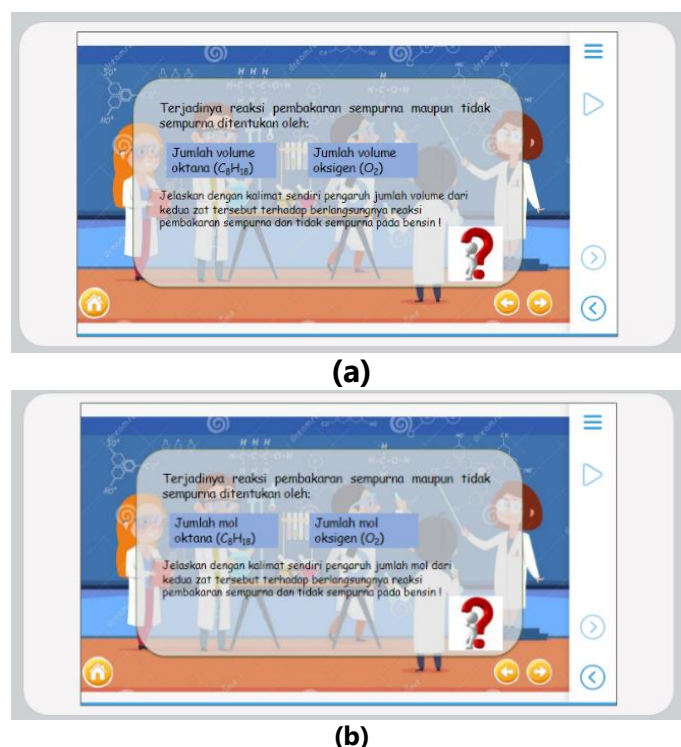 Terjadinya reaksi pembakaran sempurna maupun tidak
sempurna ditentukan oleh:
Jumlah volume
oktana (C₈H₁₈)
Jumlah volume
oksigen (O₂)
Jelaskan dengan kalimat sendiri pengaruh jumlah volume dari
kedua zat tersebut terhadap berlangsungnya reaksi
pembakaran sempurna dan tidak sempurna pada bensin !
(a)
Terjadinya reaksi pembakaran sempurna maupun tidak
sempurna ditentukan oleh:
Jumlah mol
oktana (C₈H₁₈)
Jumlah mol
oksigen (O₂)
Jelaskan dengan kalimat sendiri pengaruh jumlah mol dari
kedua zat tersebut terhadap berlangsungnya reaksi
pembakaran sempurna dan tidak sempurna pada bensin !
(b)